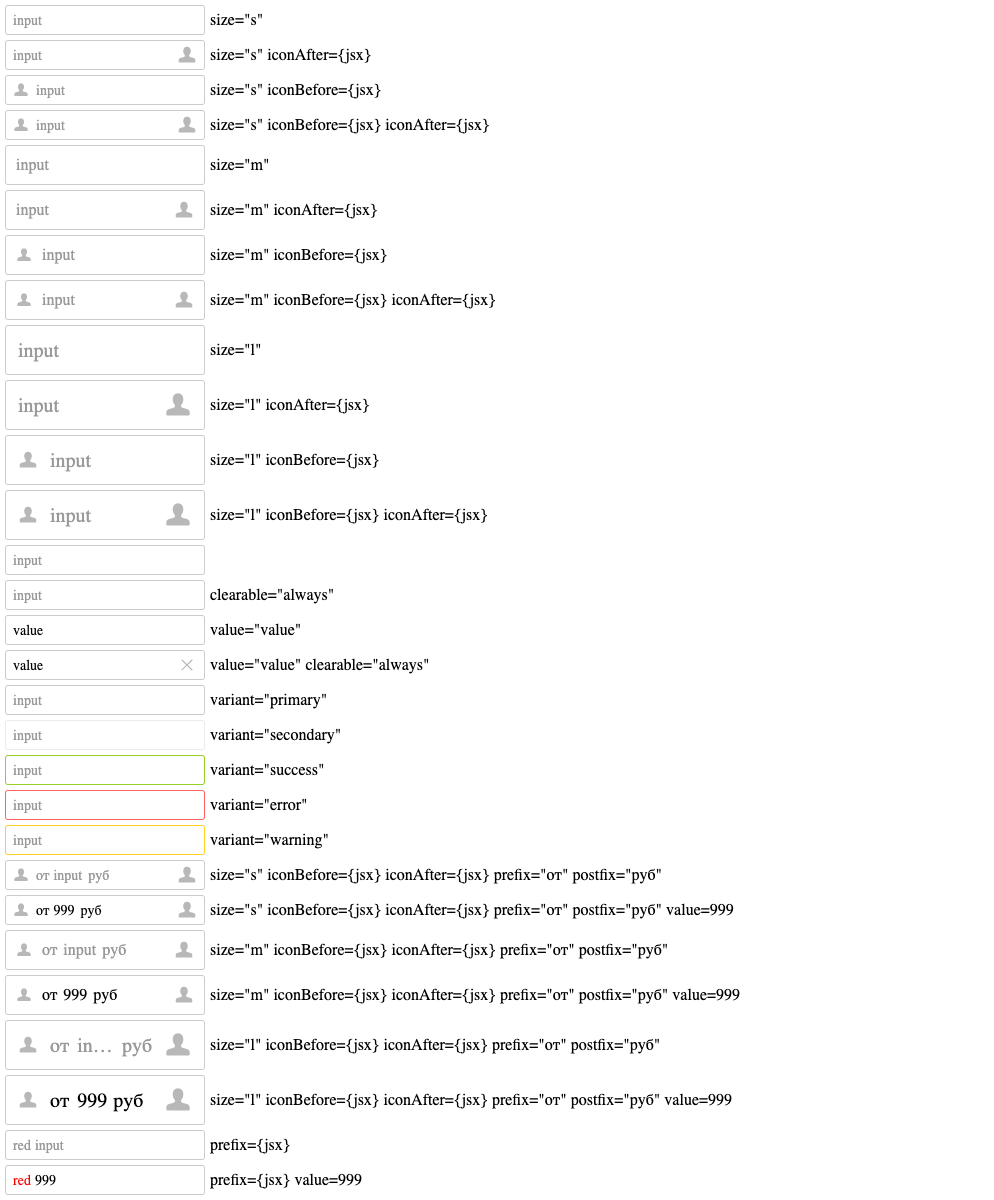 input size="s"
input size="s" iconAfter={jsx}
input size="s" iconBefore={jsx}
input size="s" iconBefore={jsx} iconAfter={jsx}
input size="m"
input size="m" iconAfter={jsx}
input size="m" iconBefore={jsx}
input size="m" iconBefore={jsx} iconAfter={jsx}
input size="l"
input size="l" iconAfter={jsx}
input size="l" iconBefore={jsx}
input size="l" iconBefore={jsx} iconAfter={jsx}
input
input clearable="always"
value value="value"
value value="value" clearable="always"
input variant="primary"
input variant="secondary"
input variant="success"
input variant="error"
input variant="warning"
от input руб size="s" iconBefore={jsx} iconAfter={jsx} prefix="от" postfix="руб"
от 999 руб size="s" iconBefore={jsx} iconAfter={jsx} prefix="от" postfix="руб" value=999
от input руб size="m" iconBefore={jsx} iconAfter={jsx} prefix="от" postfix="руб"
от 999 руб size="m" iconBefore={jsx} iconAfter={jsx} prefix="от" postfix="руб" value=999
от in... руб size="l" iconBefore={jsx} iconAfter={jsx} prefix="от" postfix="руб"
от 999 руб size="l" iconBefore={jsx} iconAfter={jsx} prefix="от" postfix="руб" value=999
red input prefix={jsx}
red 999 prefix={jsx} value=999